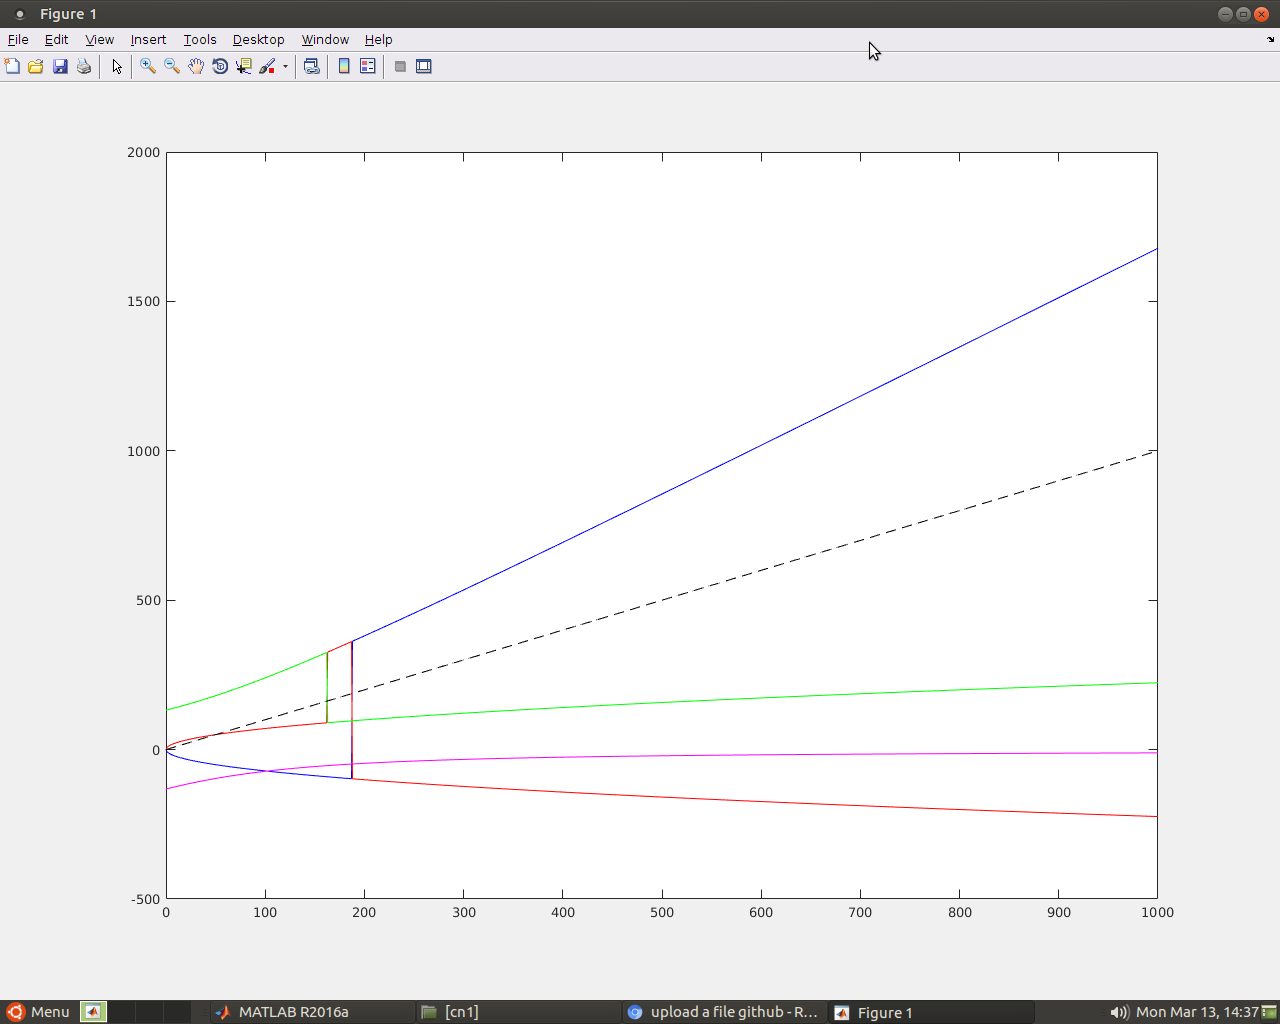 Figure 1
File Edit View Insert Tools Desktop Window Help
2000
1500
1000
500
0
-500
0 100 200 300 400 500 600 700 800 900 1000
Menu MATLAB R2016a [cn1] upload a file github - R... Figure 1 Mon Mar 13, 14:37